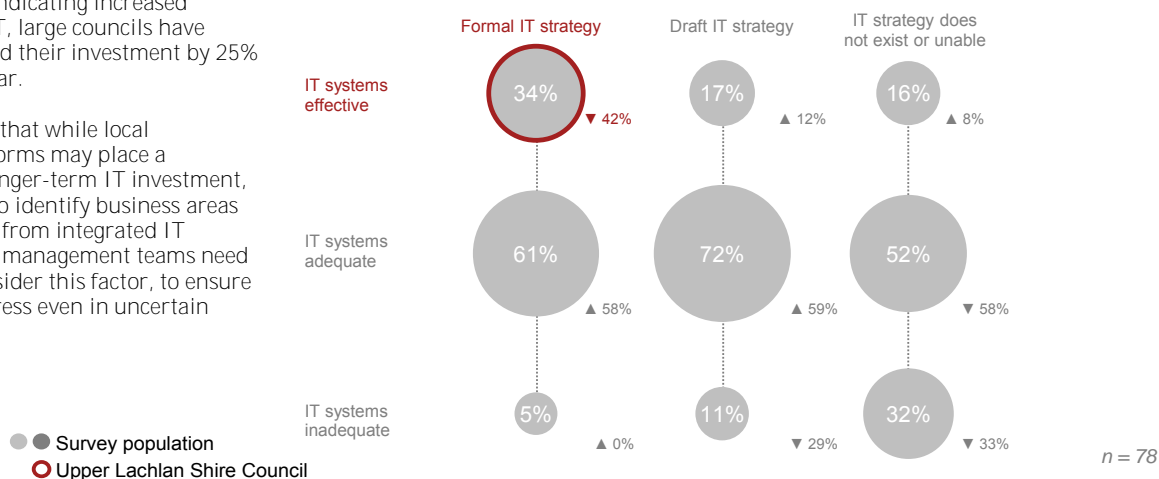 ndicating increased
T, large councils have
d their investment by 25%
ar.
that while local
orms may place a
nger-term IT investment,
o identify business areas
from integrated IT
management teams need
sider this factor, to ensure
ress even in uncertain
Formal IT strategy
Draft IT strategy
IT strategy does
not exist or unable
IT systems
effective
34%
▼ 42%
17%
▲ 12%
16%
▲ 8%
IT systems
adequate
61%
▲ 58%
72%
▲ 59%
52%
▼ 58%
IT systems
inadequate
5%
▲ 0%
11%
▼ 29%
32%
▼ 33%
Survey population
Upper Lachlan Shire Council
n = 78